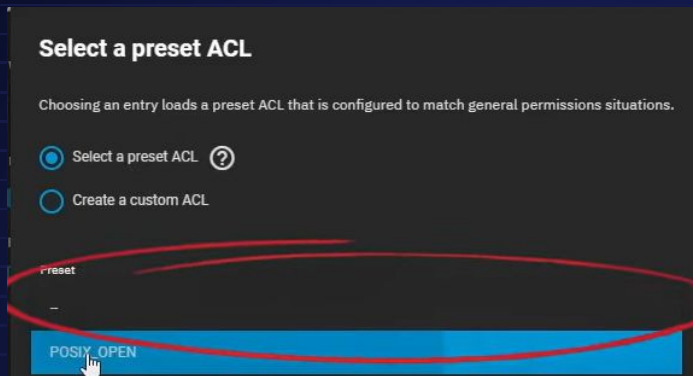 Select a preset ACL
Choosing an entry loads a preset ACL that is configured to match general permissions situations.
Select a preset ACL ?
Create a custom ACL
Preset
--
POSIX_OPEN